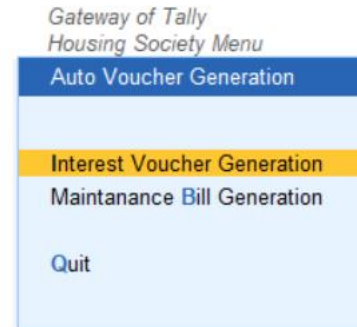 Gateway of Tally
Housing Society Menu
Auto Voucher Generation
Interest Voucher Generation
Maintanance Bill Generation
Quit